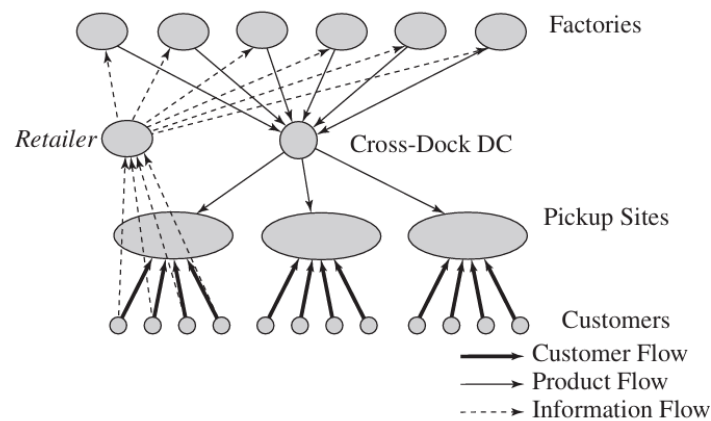 Factories
Retailer
Cross-Dock DC
Pickup Sites
Customers
Customer Flow
Product Flow
Information Flow